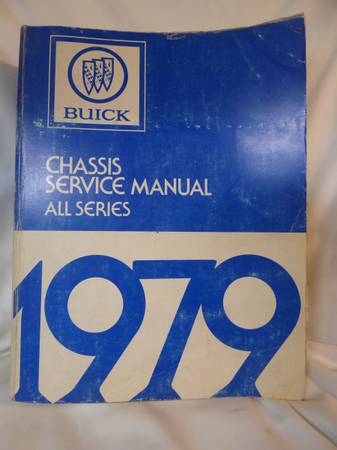 BUICK
CHASSIS
SERVICE MANUAL
ALL SERIES
1979